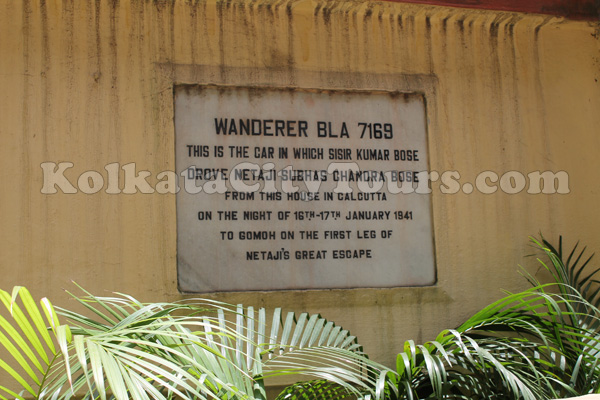 WANDERER BLA 7169
THIS IS THE CAR IN WHICH SISIR KUMAR BOSE
DROVE NETAJI SUBHAS CHANDRA BOSE
KolkataCityTours.com
FROM THIS HOUSE IN CALCUTTA
ON THE NIGHT OF 16TH-17TH JANUARY 1941
TO GOMOH ON THE FIRST LEG OF
NETAJI'S GREAT ESCAPE